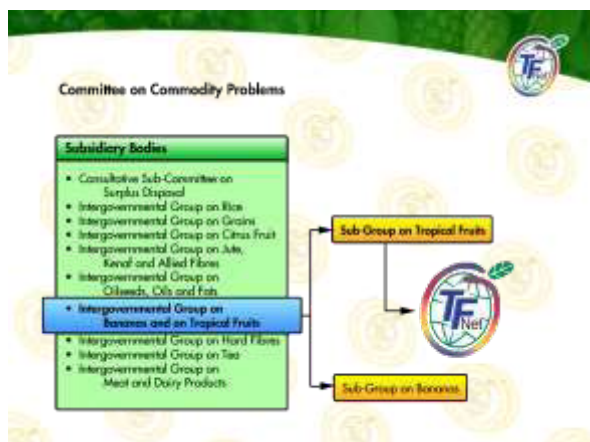 TFNet
Committee on Commodity Problems
Subsidiary Bodies
• Consultative Sub-Committee on
Surplus Disposal
• Intergovernmental Group on Rice
• Intergovernmental Group on Grains
• Intergovernmental Group on Citrus Fruit
• Intergovernmental Group on Jute,
Kenaf and Allied Fibres
• Intergovernmental Group on
Oilseeds, Oils and Fats
• Intergovernmental Group on
Bananas and on Tropical Fruits
• Intergovernmental Group on Hard Fibres
• Intergovernmental Group on Tea
• Intergovernmental Group on
Meat and Dairy Products
Sub-Group on Tropical Fruits
TFNet
Sub-Group on Bananas